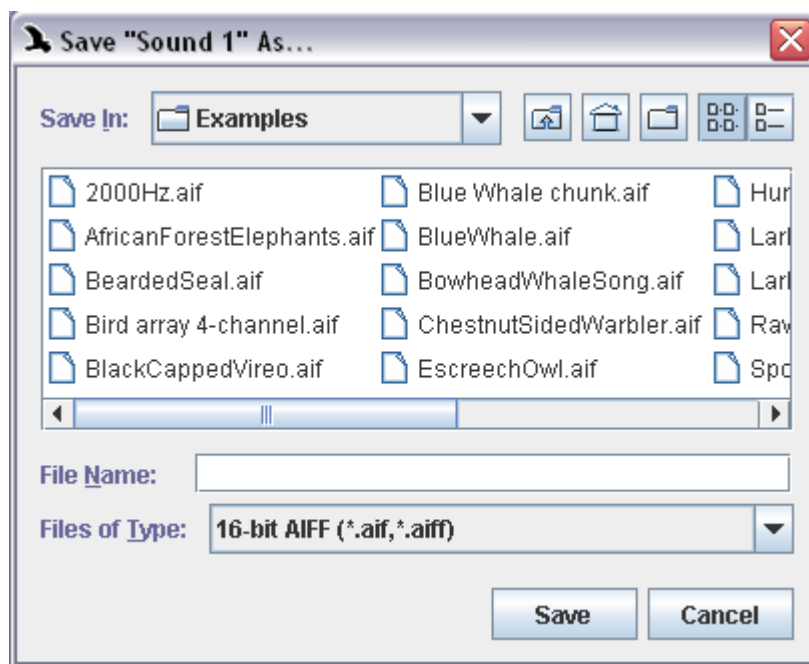 Save "Sound 1" As...
Save In: Examples
2000Hz.aif
AfricanForestElephants.aif
BeardedSeal.aif
Bird array 4-channel.aif
BlackCappedVireo.aif
Blue Whale chunk.aif
BlueWhale.aif
BowheadWhaleSong.aif
ChestnutSidedWarbler.aif
EscreechOwl.aif
File Name:
Files of Type: 16-bit AIFF (*.aif,*.aiff)
Save Cancel